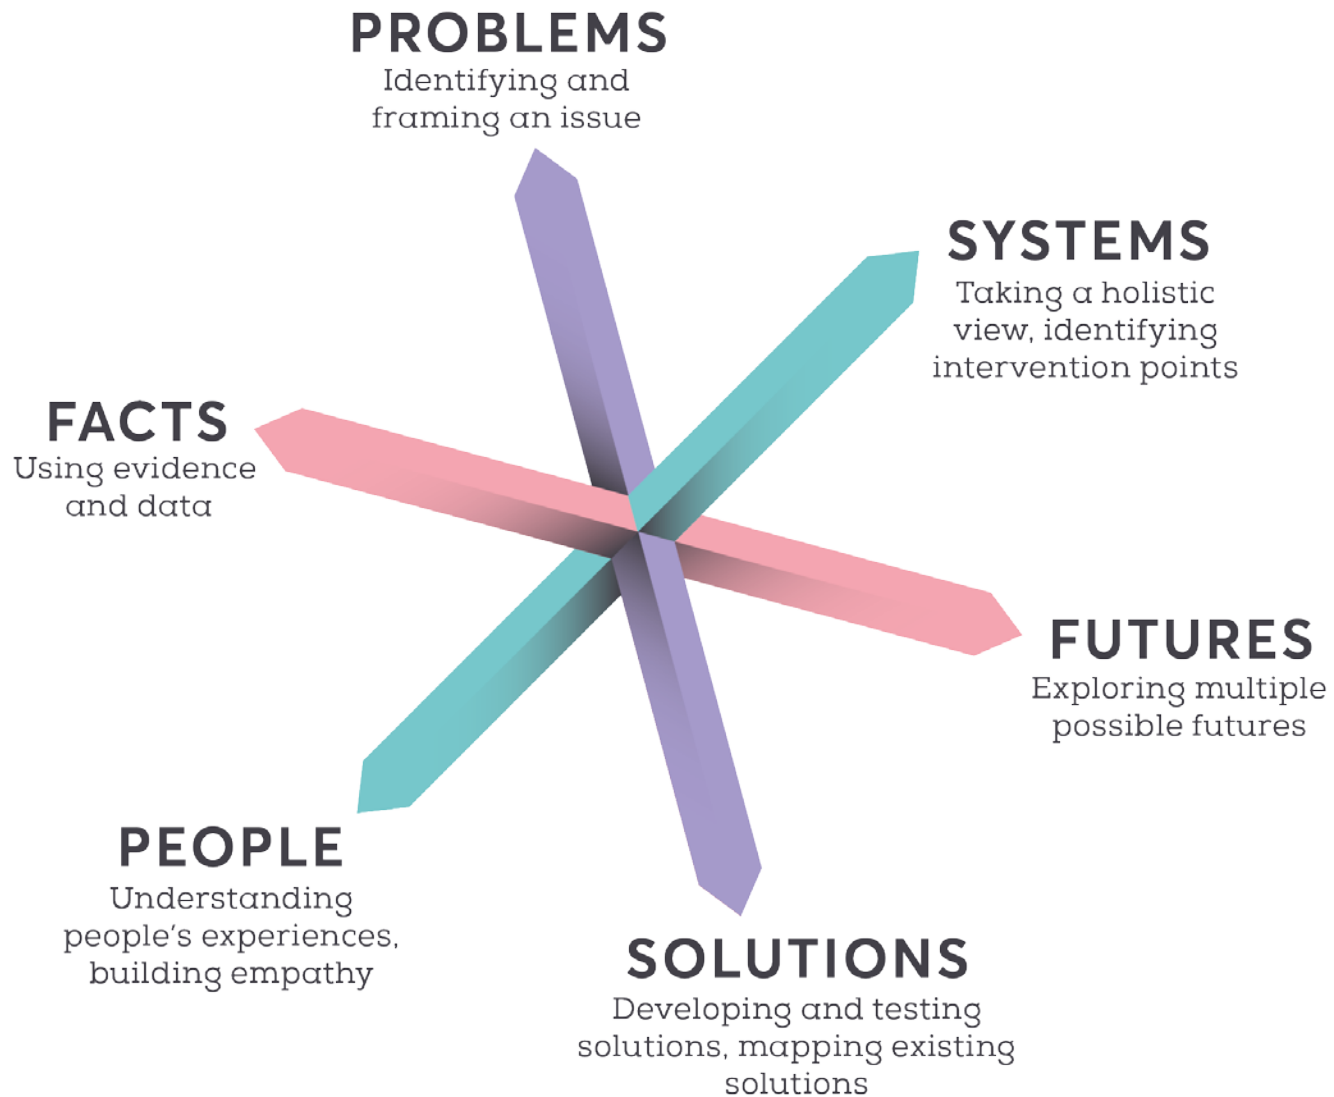 PROBLEMS
Identifying and
framing an issue
SYSTEMS
Taking a holistic
view, identifying
intervention points
FACTS
Using evidence
and data
FUTURES
Exploring multiple
possible futures
PEOPLE
Understanding
people's experiences,
building empathy
SOLUTIONS
Developing and testing
solutions, mapping existing
solutions